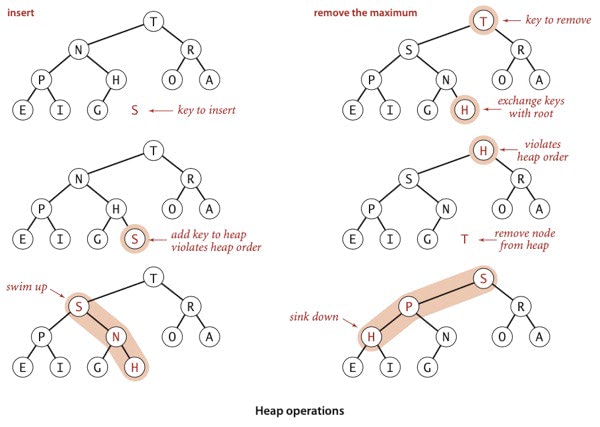 insert
T
N R
P H O A
E I G S key to insert
T
N R
P H O A
E I G S add key to heap
violates heap order
swim up
T
S R
P N O A
E I G H
remove the maximum
T key to remove
S R
P N O A
E I G H exchange keys
with root
H violates
heap order
S R
P N O A
E I G T remove node
from heap
S
P R
sink down
H N O A
E I G
Heap operations